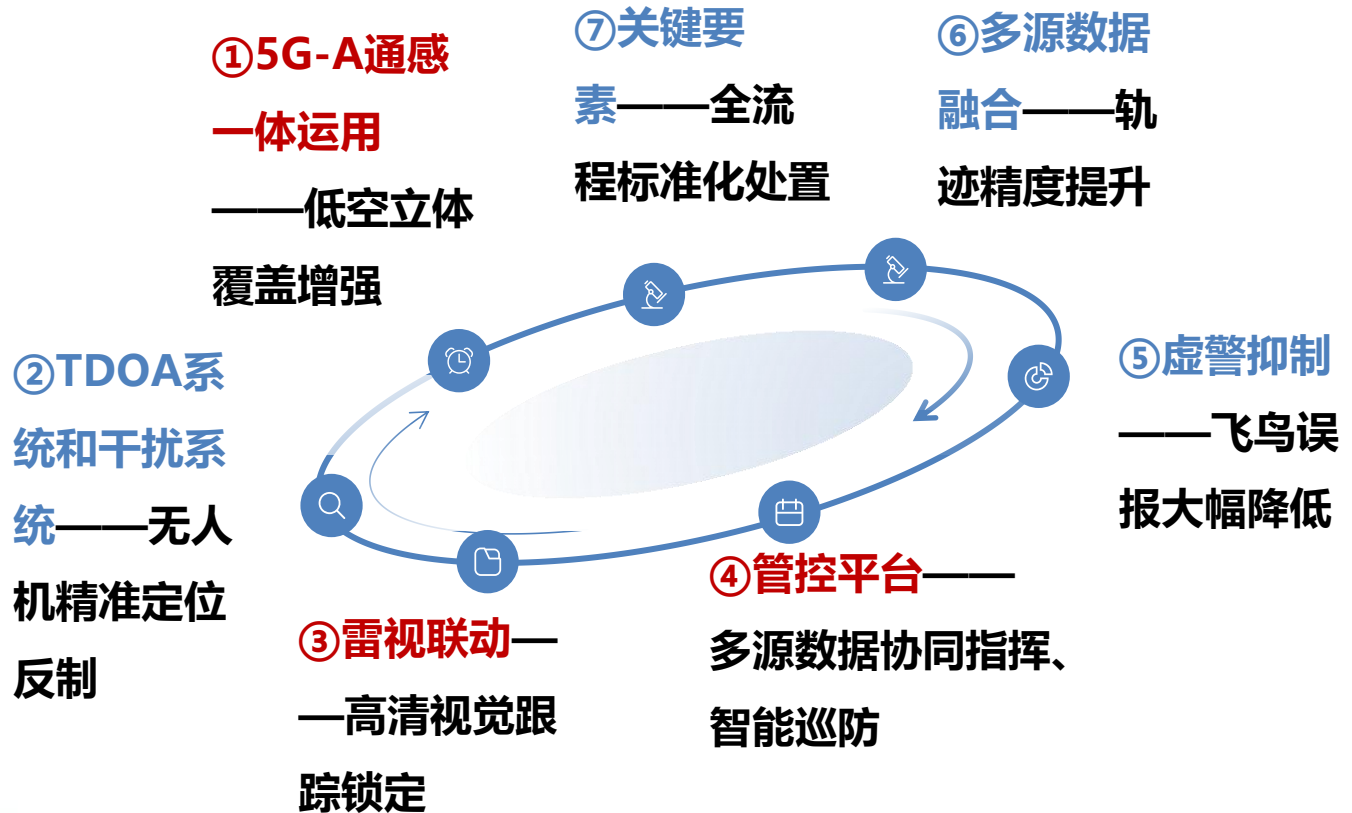 ①5G-A通感
一体运用
——低空立体
覆盖增强
⑦关键要
素——全流
程标准化处置
⑥多源数据
融合——轨
迹精度提升
②TDOA系
统和干扰系
统——无人
机精准定位
反制
⑤虚警抑制
——飞鸟误
报大幅降低
③雷视联动—
—高清视觉跟
踪锁定
④管控平台——
多源数据协同指挥、
智能巡防